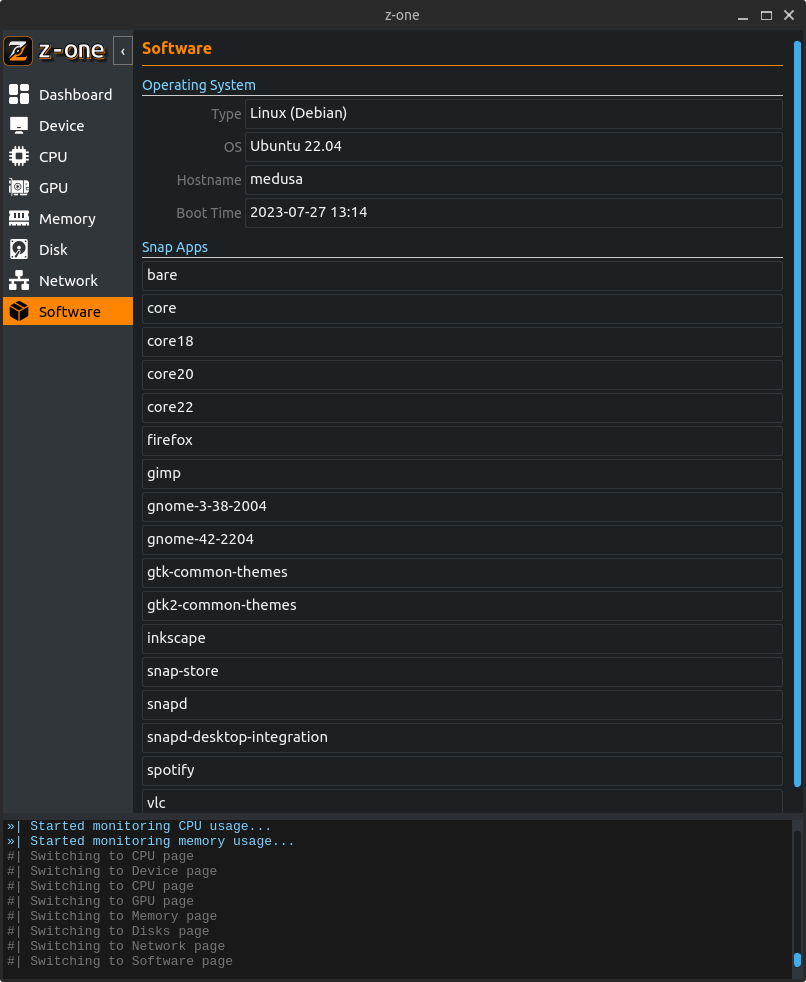 z-one
z-one
‹
Dashboard
Device
CPU
GPU
Memory
Disk
Network
Software
Software
Operating System
Type Linux (Debian)
OS Ubuntu 22.04
Hostname medusa
Boot Time 2023-07-27 13:14
Snap Apps
bare
core
core18
core20
core22
firefox
gimp
gnome-3-38-2004
gnome-42-2204
gtk-common-themes
gtk2-common-themes
inkscape
snap-store
snapd
snapd-desktop-integration
spotify
vlc
»| Started monitoring CPU usage...
»| Started monitoring memory usage...
#| Switching to CPU page
#| Switching to Device page
#| Switching to CPU page
#| Switching to GPU page
#| Switching to Memory page
#| Switching to Disks page
#| Switching to Network page
#| Switching to Software page